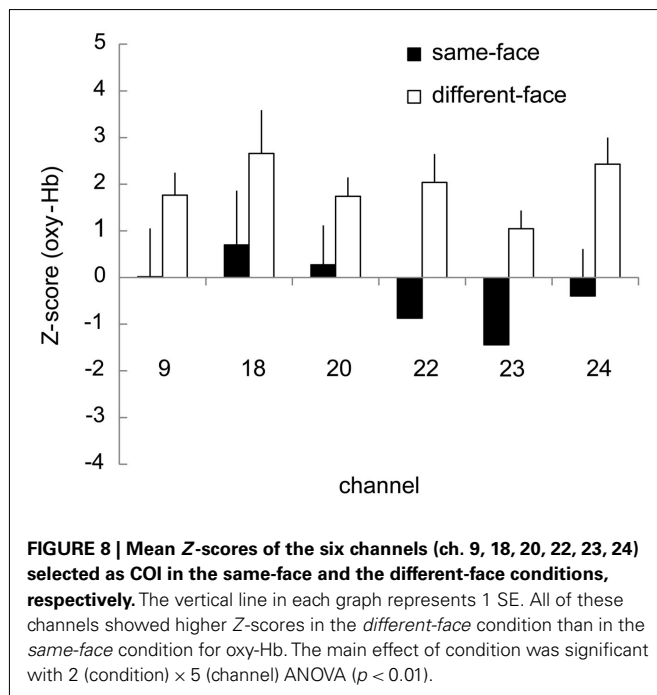 5
same-face
4
different-face
3
2
1
0
-1
-2
-3
-4
Z-score (oxy-Hb)
9 18 20 22 23 24
channel
FIGURE 8 | Mean Z-scores of the six channels (ch. 9, 18, 20, 22, 23, 24)
selected as COI in the same-face and the different-face conditions,
respectively. The vertical line in each graph represents 1 SE. All of these
channels showed higher Z-scores in the different-face condition than in the
same-face condition for oxy-Hb. The main effect of condition was significant
with 2 (condition) × 5 (channel) ANOVA (p < 0.01).